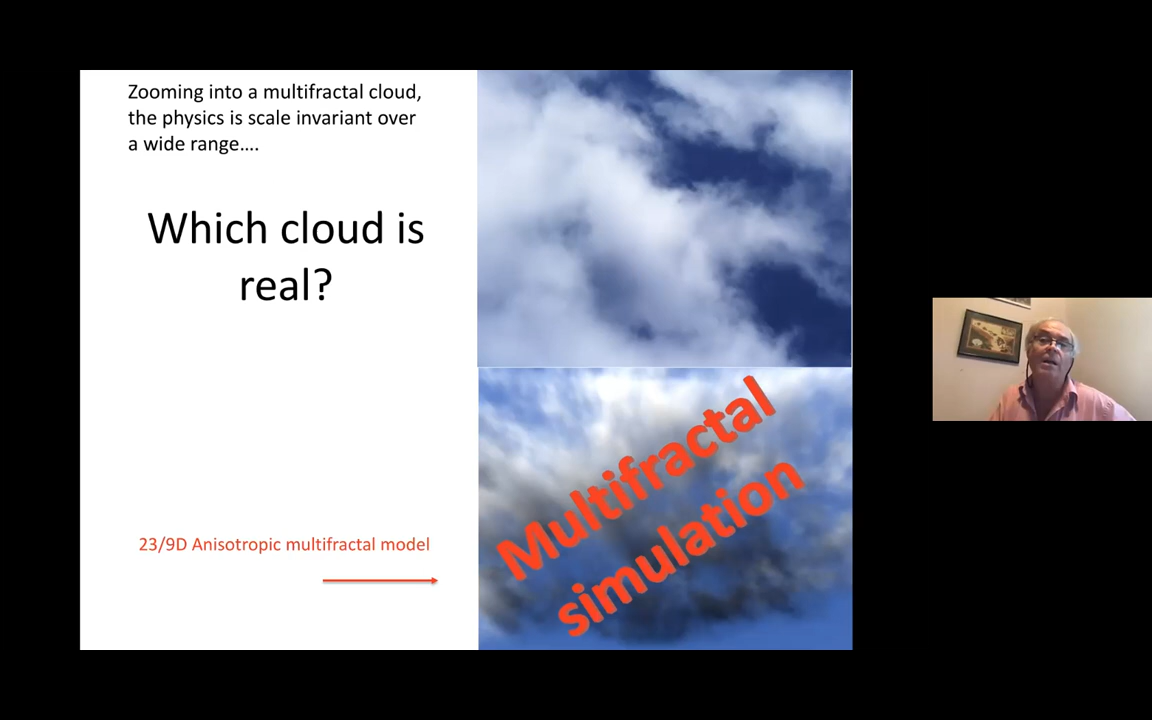 Zooming into a multifractal cloud,
the physics is scale invariant over
a wide range....
Which cloud is
real?
23/9D Anisotropic multifractal model
Multifractal
simulation